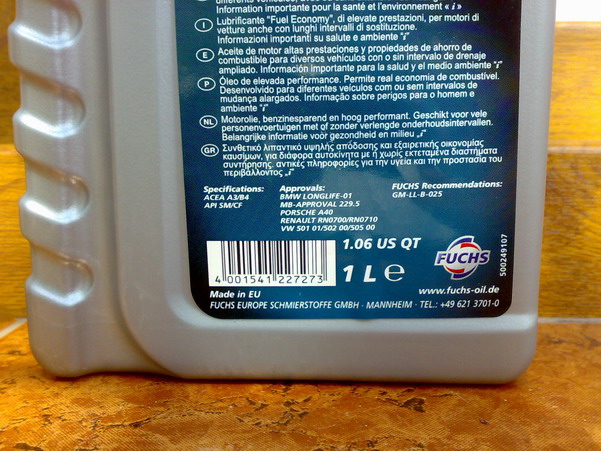 différents véhicules, avec ou sans intervalles de
Information importante pour la santé et l'environnement « i »
I Lubrificante "Fuel Economy", di elevate prestazioni, per motori di
vetture anche con lunghi intervalli di sostituzione.
Informazioni importanti su salute e ambiente "i"
E Aceite de motor altas prestaciones y propiedades de ahorro de
combustible para diversos vehículos con o sin intervalo de drenaje
ampliado. Información importante para la salud y el medio ambiente "i"
P Óleo de elevada performance. Permite real economia de combustível.
Desenvolvido para diferentes veículos com ou sem intervalos de
mudança alargados. Informação sobre perigos para o homem e
ambiente "i"
NL Motorolie, benzinesparend en hoog performant. Geschikt voor vele
personenvoertuigen met of zonder verlengde onderhoudsintervallen.
Belangrijke informatie voor gezondheid en milieu „i"
GR Συνθετικό λιπαντικό υψηλής απόδοσης και εξαιρετικής οικονομίας
καυσίμων, για διάφορα αυτοκίνητα με ή χωρίς εκτεταμένα διαστήματα
συντήρησης. αντικές πληροφορίες για την υγεια και την προστασία του
περιβάλλοντος „i"
Specifications: Approvals: FUCHS Recommendations:
ACEA A3/B4 BMW LONGLIFE-01 GM-LL-B-025
API SM/CF MB-APPROVAL 229.5
PORSCHE A40
RENAULT RN0700/RN0710
VW 501 01/502 00/505 00
1.06 US QT
1 L e
FUCHS
500249107
4 001541 227273
Made in EU www.fuchs-oil.de
FUCHS EUROPE SCHMIERSTOFFE GMBH · MANNHEIM · TEL.: +49 621 3701-0